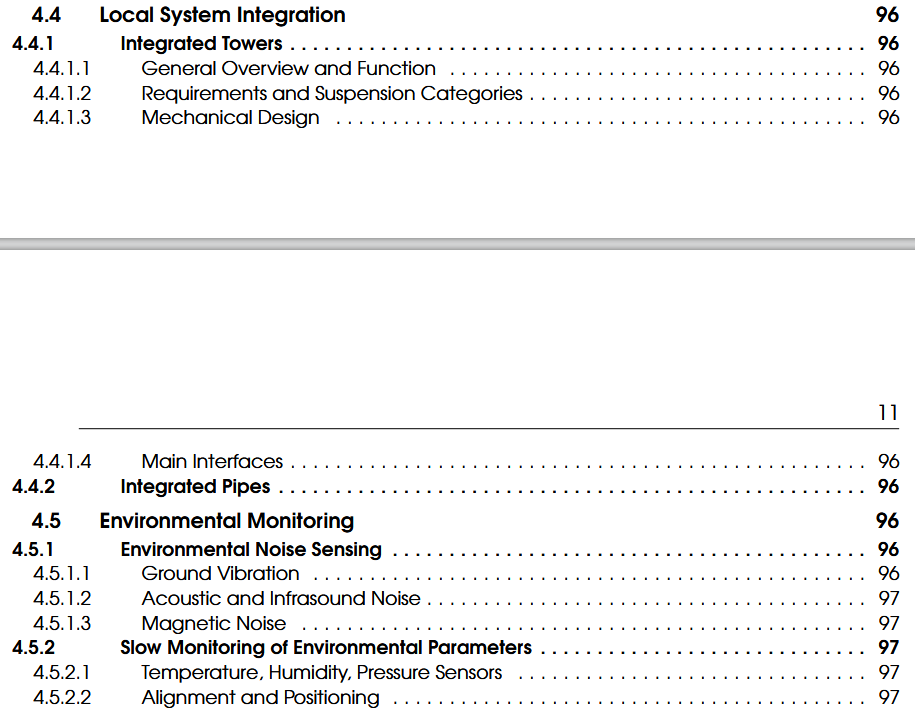 4.4 Local System Integration 96
4.4.1 Integrated Towers . . . . . . . . . . . . . . . . . . . . . . . . . . . . . . . . . . . . . . . . . . . . . . . . . . . 96
4.4.1.1 General Overview and Function . . . . . . . . . . . . . . . . . . . . . . . . . . . . . . . . . . . . . 96
4.4.1.2 Requirements and Suspension Categories . . . . . . . . . . . . . . . . . . . . . . . . . . . . . . 96
4.4.1.3 Mechanical Design . . . . . . . . . . . . . . . . . . . . . . . . . . . . . . . . . . . . . . . . . . . . . . . 96
11
4.4.1.4 Main Interfaces . . . . . . . . . . . . . . . . . . . . . . . . . . . . . . . . . . . . . . . . . . . . . . . . . . . 96
4.4.2 Integrated Pipes . . . . . . . . . . . . . . . . . . . . . . . . . . . . . . . . . . . . . . . . . . . . . . . . . . . . 96
4.5 Environmental Monitoring 96
4.5.1 Environmental Noise Sensing . . . . . . . . . . . . . . . . . . . . . . . . . . . . . . . . . . . . . . . . . . 96
4.5.1.1 Ground Vibration . . . . . . . . . . . . . . . . . . . . . . . . . . . . . . . . . . . . . . . . . . . . . . . . . 96
4.5.1.2 Acoustic and Infrasound Noise . . . . . . . . . . . . . . . . . . . . . . . . . . . . . . . . . . . . . . . 97
4.5.1.3 Magnetic Noise . . . . . . . . . . . . . . . . . . . . . . . . . . . . . . . . . . . . . . . . . . . . . . . . . . 97
4.5.2 Slow Monitoring of Environmental Parameters . . . . . . . . . . . . . . . . . . . . . . . . . . . . . 97
4.5.2.1 Temperature, Humidity, Pressure Sensors . . . . . . . . . . . . . . . . . . . . . . . . . . . . . . . 97
4.5.2.2 Alignment and Positioning . . . . . . . . . . . . . . . . . . . . . . . . . . . . . . . . . . . . . . . . . . 97